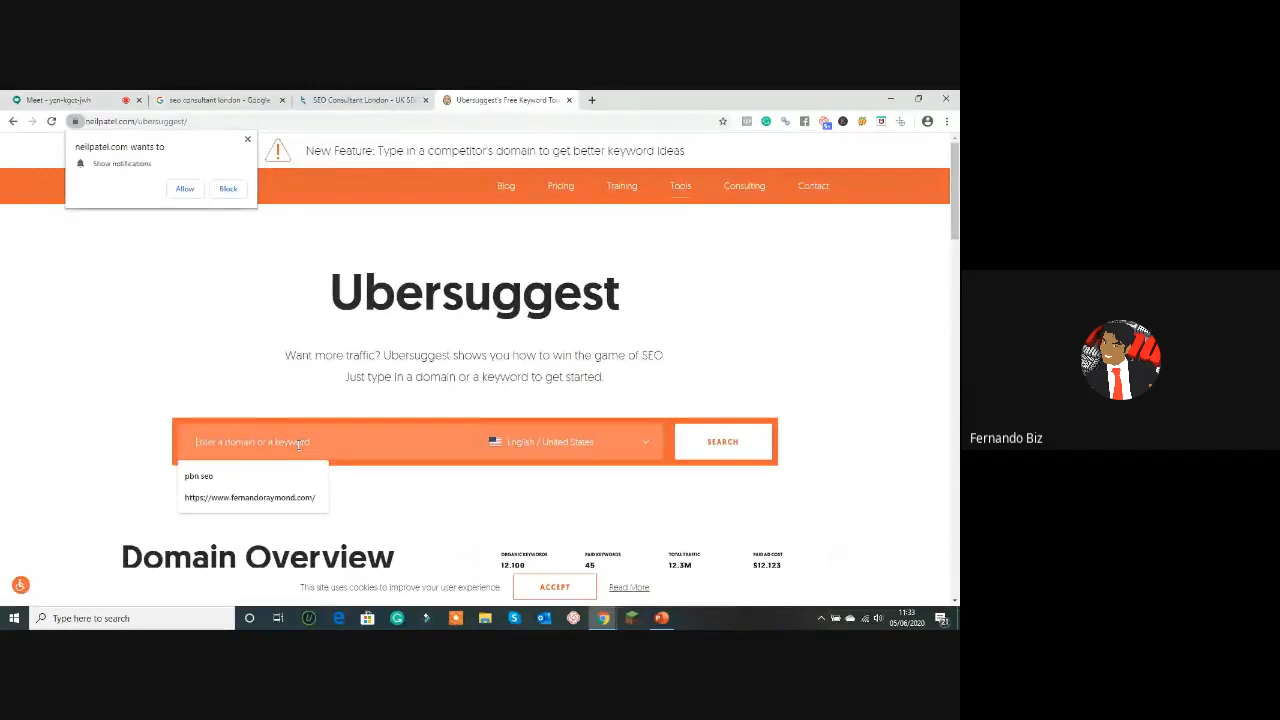 Meet - yzn-kgct-jwh
seo consultant london - Google
SEO Consultant London - UK SE
Ubersuggest's Free Keyword Too
neilpatel.com/ubersuggest/
neilpatel.com wants to
Show notifications
Allow
Block
New Feature: Type in a competitor's domain to get better keyword ideas
Blog
Pricing
Training
Tools
Consulting
Contact
Ubersuggest
Want more traffic? Ubersuggest shows you how to win the game of SEO.
Just type in a domain or a keyword to get started.
Enter a domain or a keyword
English / United States
SEARCH
pbn seo
https://www.fernandoraymond.com/
Domain Overview
ORGANIC KEYWORDS
12.100
PAID KEYWORDS
45
TOTAL TRAFFIC
12.3M
PAID AD COST
$12.123
This site uses cookies to improve your user experience.
ACCEPT
Read More
Type here to search
11:33
05/06/2020
Fernando Biz